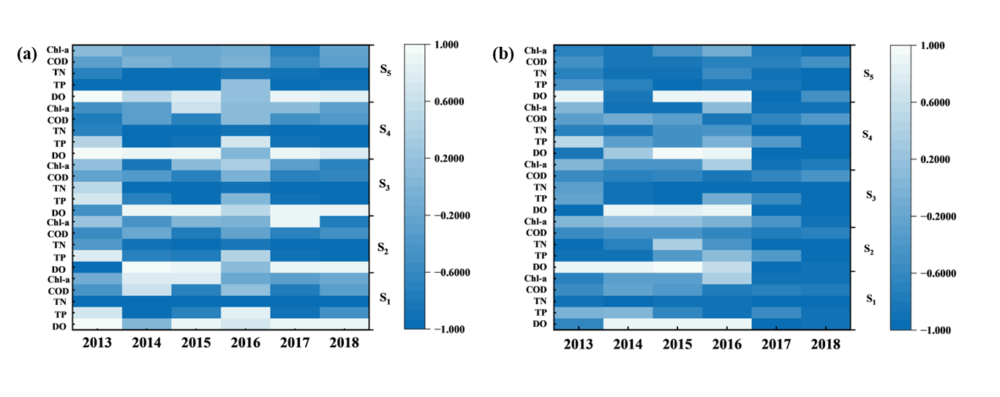 (a)
Chl-a
COD
TN
TP
DO
Chl-a
COD
TN
TP
DO
Chl-a
COD
TN
TP
DO
Chl-a
COD
TN
TP
DO
Chl-a
COD
TN
TP
DO
2013 2014 2015 2016 2017 2018
S5
S4
S3
S2
S1
1.000
0.6000
0.2000
−0.2000
−0.6000
−1.000
(b)
Chl-a
COD
TN
TP
DO
Chl-a
COD
TN
TP
DO
Chl-a
COD
TN
TP
DO
Chl-a
COD
TN
TP
DO
Chl-a
COD
TN
TP
DO
2013 2014 2015 2016 2017 2018
S5
S4
S3
S2
S1
1.000
0.6000
0.2000
−0.2000
−0.6000
−1.000